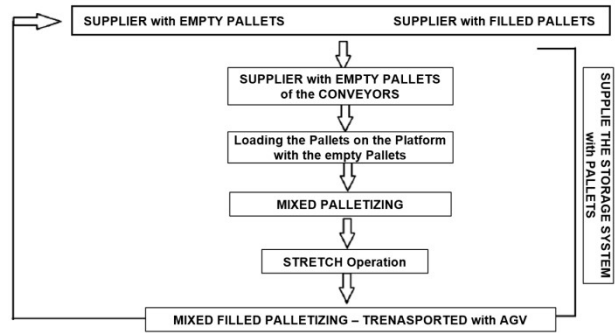 SUPPLIER with EMPTY PALLETS SUPPLIER with FILLED PALLETS
SUPPLIER with EMPTY PALLETS
of the CONVEYORS
Loading the Pallets on the Platform
with the empty Pallets
MIXED PALLETIZING
STRETCH Operation
MIXED FILLED PALLETIZING – TRENASPORTED with AGV
SUPPLIE THE STORAGE SYSTEM
with PALLETS